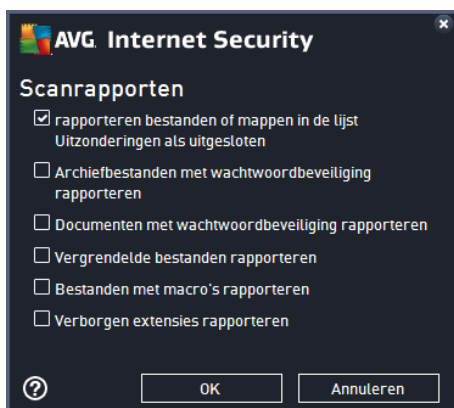 AVG Internet Security
Scanrapporten
rapporteren bestanden of mappen in de lijst
Uitzonderingen als uitgesloten
Archiefbestanden met wachtwoordbeveiliging
rapporteren
Documenten met wachtwoordbeveiliging rapporteren
Vergrendelde bestanden rapporteren
Bestanden met macro's rapporteren
Verborgen extensies rapporteren
? OK Annuleren